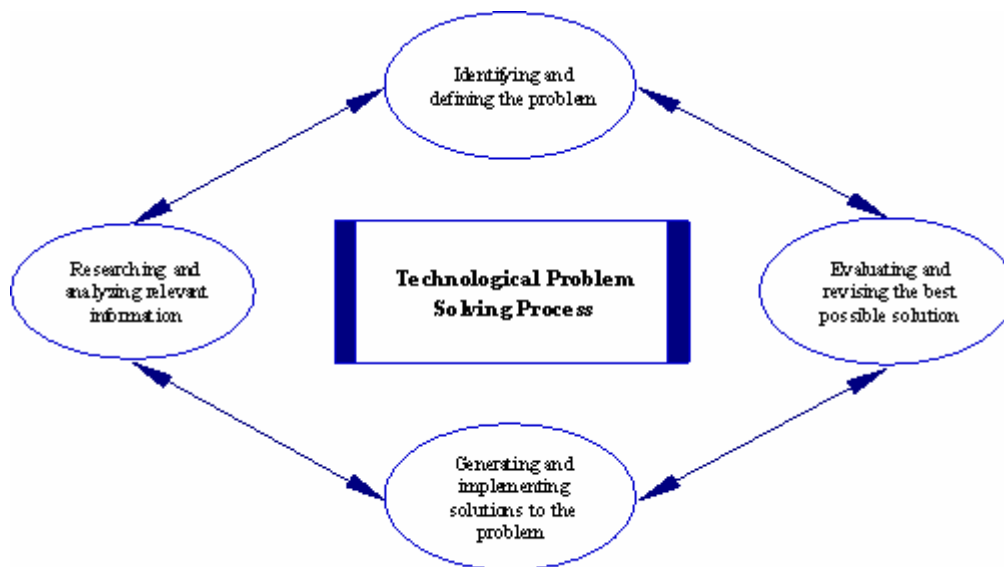 Identifying and
defining the problem
Researching and
analyzing relevant
information
Technological Problem
Solving Process
Evaluating and
revising the best
possible solution
Generating and
implementing
solutions to the
problem